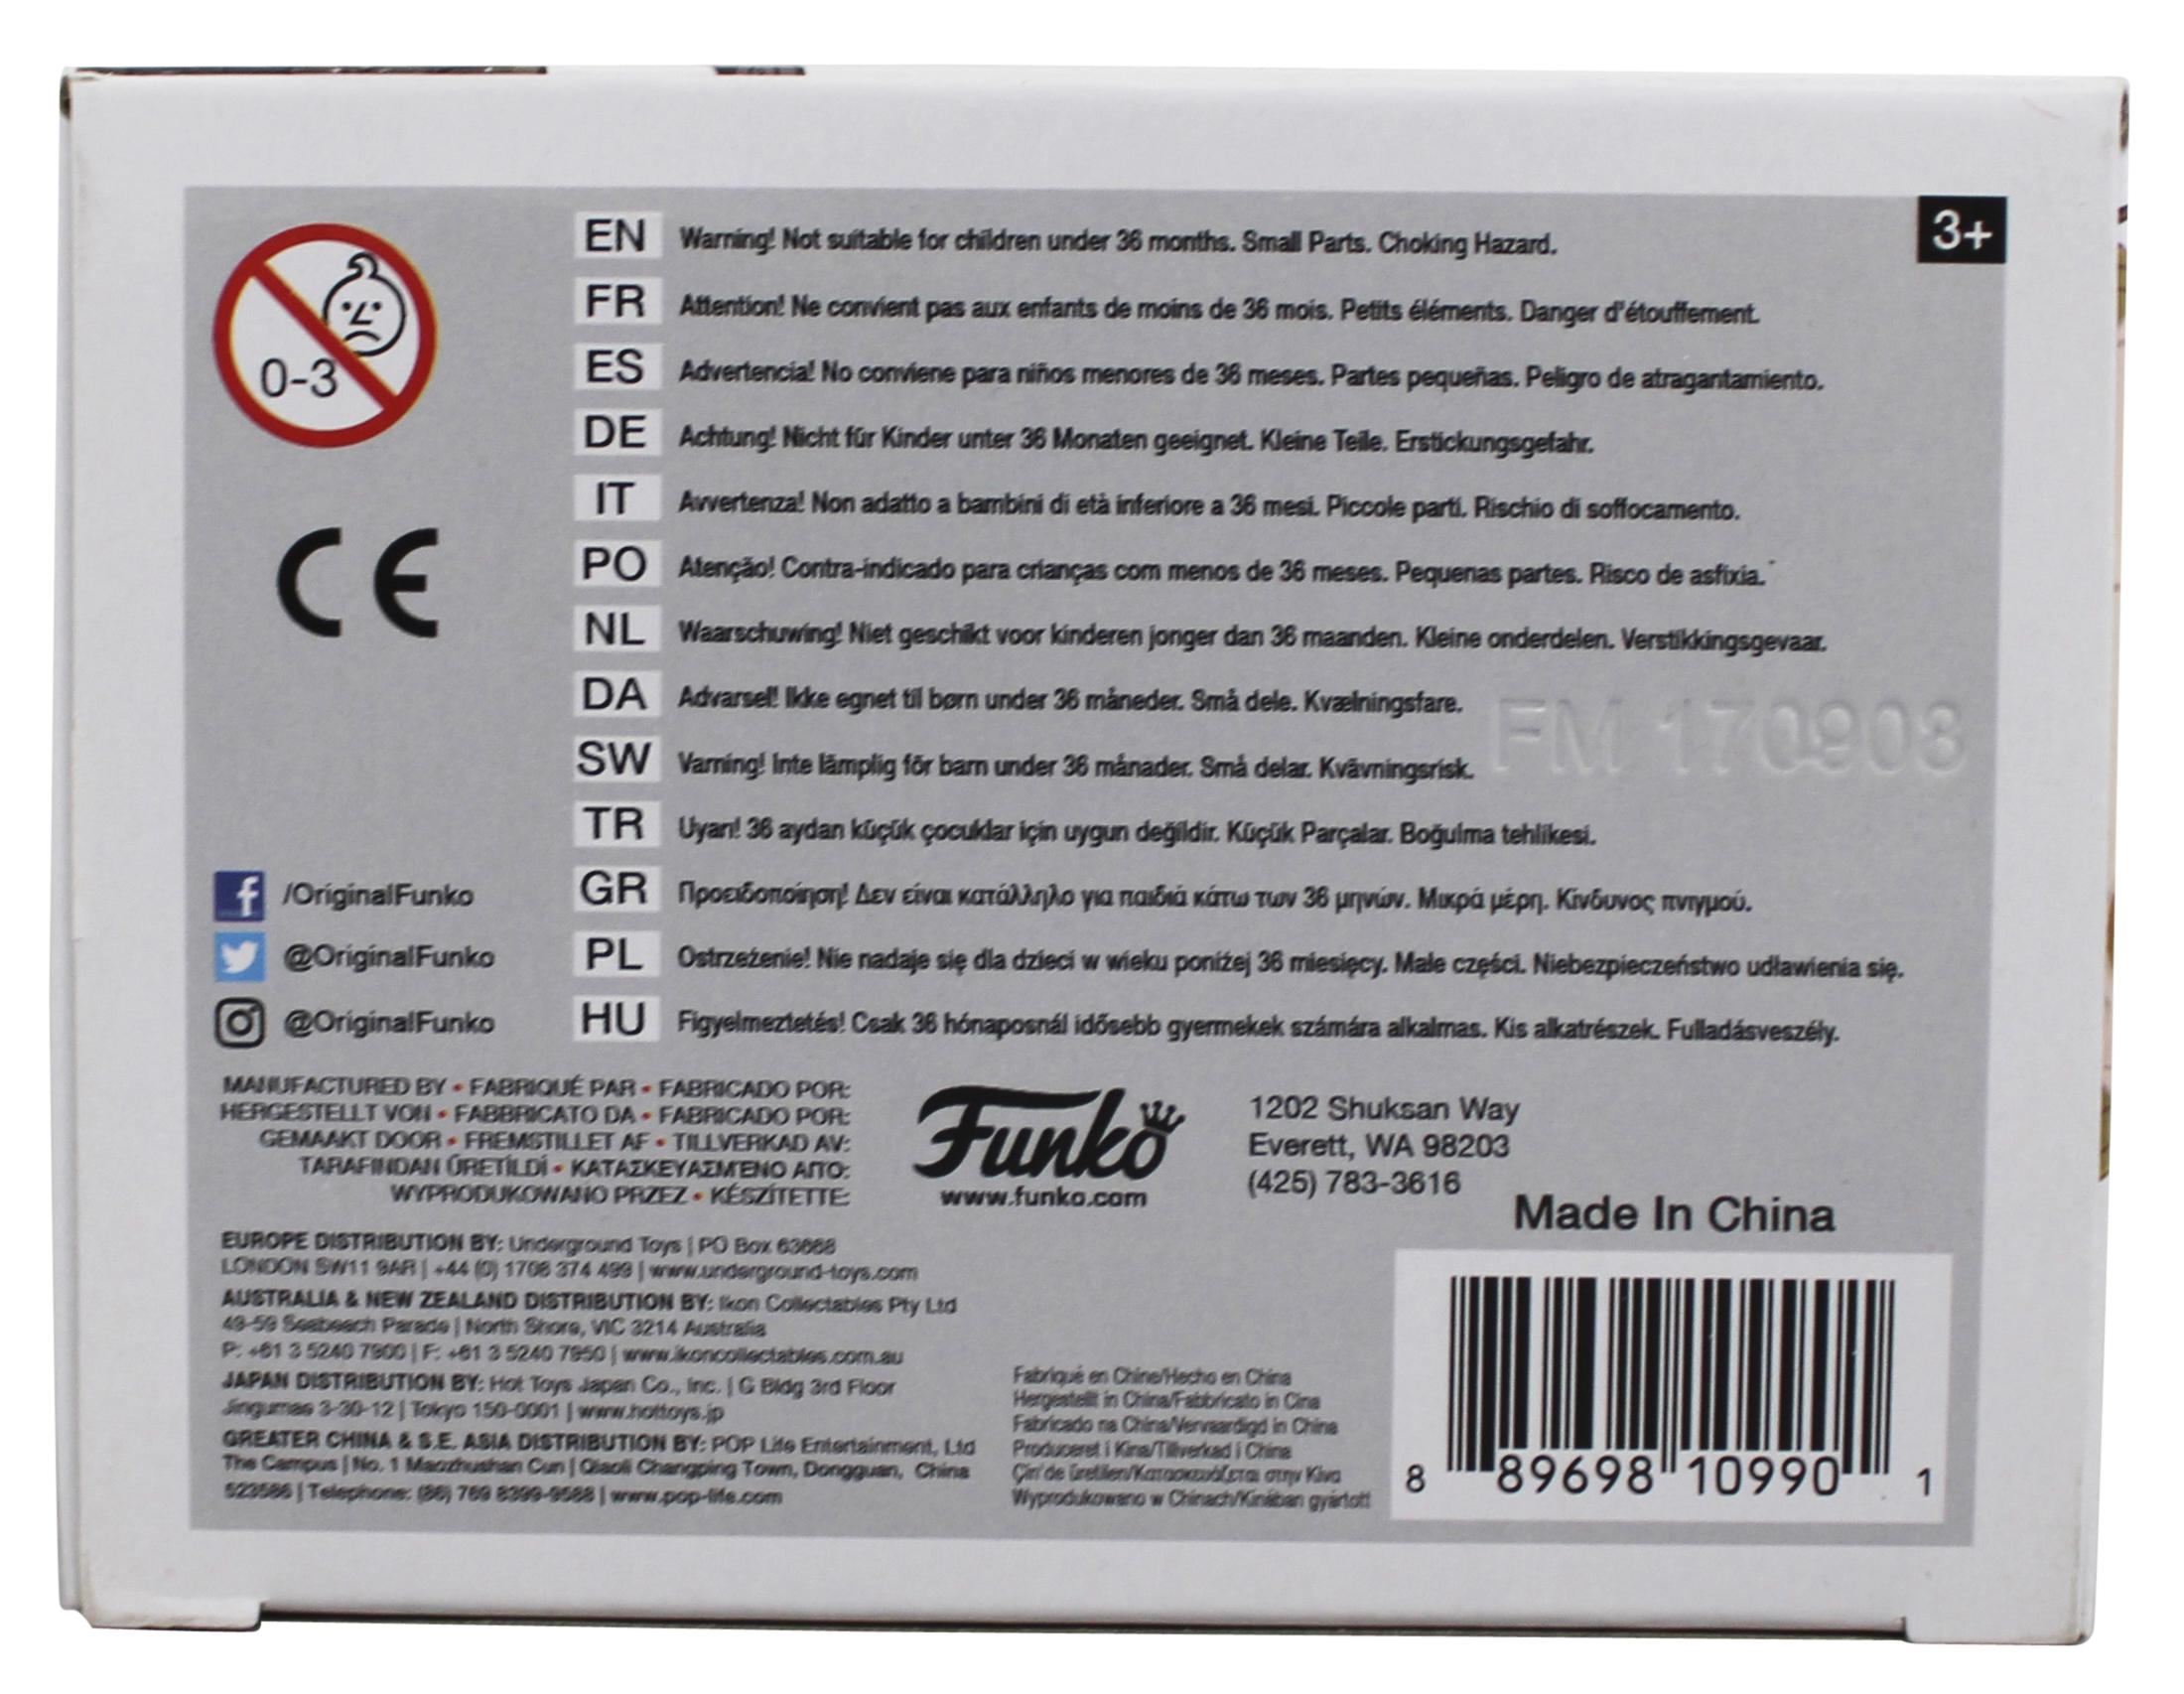 3+
0-3
EN Warning! Not suitable for children under 36 months. Small Parts. Choking Hazard.
FR Attention! Ne convient pas aux enfants de moins de 36 mois. Petits éléments. Danger d'étouffement.
ES Advertencia! No conviene para niños menores de 36 meses. Partes pequeñas. Peligro de atragantamiento.
DE Achtung! Nicht für Kinder unter 36 Monaten geeignet. Kleine Teile. Erstickungsgefahr.
IT Avvertenza! Non adatto a bambini di età inferiore a 36 mesi. Piccole parti. Rischio di soffocamento.
PO Atenção! Contra-indicado para crianças com menos de 36 meses. Pequenas partes. Risco de asfixia.
NL Waarschuwing! Niet geschikt voor kinderen jonger dan 36 maanden. Kleine onderdelen. Verstikkingsgevaar.
DA Advarsel! Ikke egnet til børn under 36 måneder. Små dele. Kvælningsfare.
SW Varning! Inte lämplig för barn under 36 månader. Små delar. Kvävningsrisk.
TR Uyarı! 36 aydan küçük çocuklar için uygun değildir. Küçük Parçalar. Boğulma tehlikesi.
GR Προειδοποίηση! Δεν είναι κατάλληλο για παιδιά κάτω των 36 μηνών. Μικρά μέρη. Κίνδυνος πνιγμού.
PL Ostrzeżenie! Nie nadaje się dla dzieci w wieku poniżej 36 miesięcy. Małe części. Niebezpieczeństwo udławienia się.
HU Figyelmeztetés! Csak 36 hónaposnál idősebb gyermekek számára alkalmas. Kis alkatrészek. Fulladásveszély.
FM 170903
CE
/OriginalFunko
@OriginalFunko
@OriginalFunko
MANUFACTURED BY • FABRIQUÉ PAR • FABRICADO POR:
HERGESTELLT VON • FABBRICATO DA • FABRICADO POR:
GEMAAKT DOOR • FREMSTILLET AF • TILLVERKAD AV:
TARAFINDAN ÜRETİLDİ • ΚΑΤΑΣΚΕΥΑΣΜΈΝΟ ΑΠΌ:
WYPRODUKOWANO PRZEZ • KÉSZÍTETTE:
Funko
www.funko.com
1202 Shuksan Way
Everett, WA 98203
(425) 783-3616
Made In China
EUROPE DISTRIBUTION BY: Underground Toys | PO Box 63668
LONDON SW11 9AR | +44 (0) 1708 374 499 | www.underground-toys.com
AUSTRALIA & NEW ZEALAND DISTRIBUTION BY: Ikon Collectables Pty Ltd
49-59 Seabeach Parade | North Shore, VIC 3214 Australia
P: +61 3 5240 7900 | F: +61 3 5240 7950 | www.ikoncollectables.com.au
JAPAN DISTRIBUTION BY: Hot Toys Japan Co., Inc. | G Bldg 3rd Floor
Jingumae 3-30-12 | Tokyo 150-0001 | www.hottoys.jp
GREATER CHINA & S.E. ASIA DISTRIBUTION BY: POP Life Entertainment, Ltd
The Campus | No. 1 Maozhushan Cun | Qiaoli Changping Town, Dongguan, China
523586 | Telephone: (86) 769 8399-9588 | www.pop-life.com
Fabriqué en Chine/Hecho en China
Hergestellt in China/Fabbricato in Cina
Fabricado na China/Vervaardigd in China
Produceret i Kina/Tillverkad i China
Çin'de Üretilen/Κατασκευάζεται στην Κίνα
Wyprodukowano w Chinach/Kínában gyártott
8 89698 10990 1